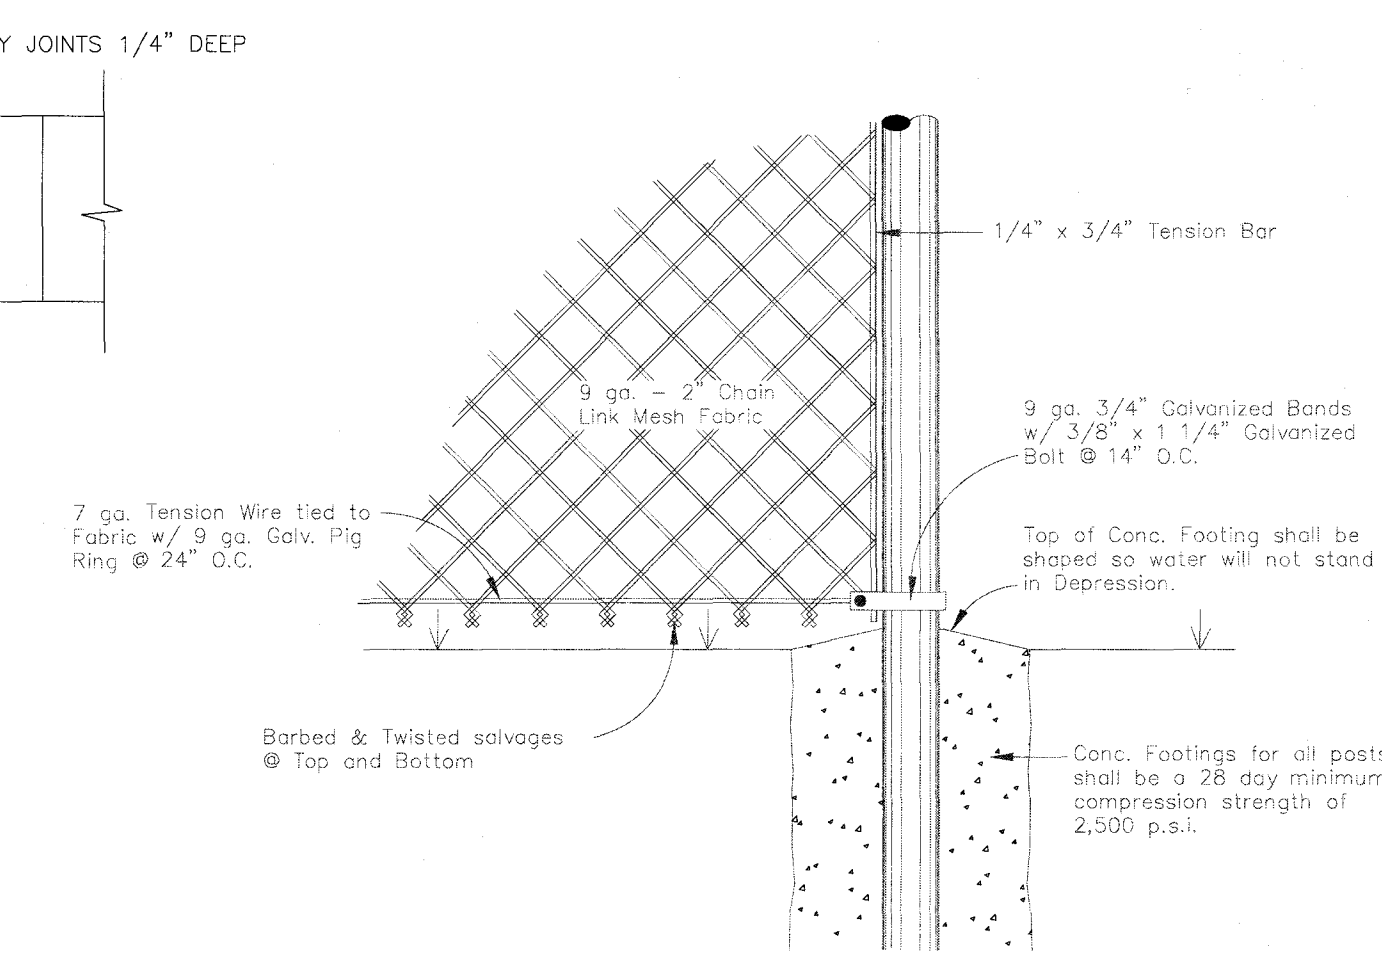 Y JOINTS 1/4" DEEP
1/4" x 3/4" Tension Bar
9 ga. - 2" Chain
Link Mesh Fabric
9 ga. 3/4" Galvanized Bands
w/ 3/8" x 1 1/4" Galvanized
Bolt @ 14" O.C.
7 ga. Tension Wire tied to
Fabric w/ 9 ga. Galv. Pig
Ring @ 24" O.C.
Top of Conc. Footing shall be
shaped so water will not stand
in Depression.
Barbed & Twisted salvages
@ Top and Bottom
Conc. Footings for all posts
shall be a 28 day minimum
compression strength of
2,500 p.s.i.